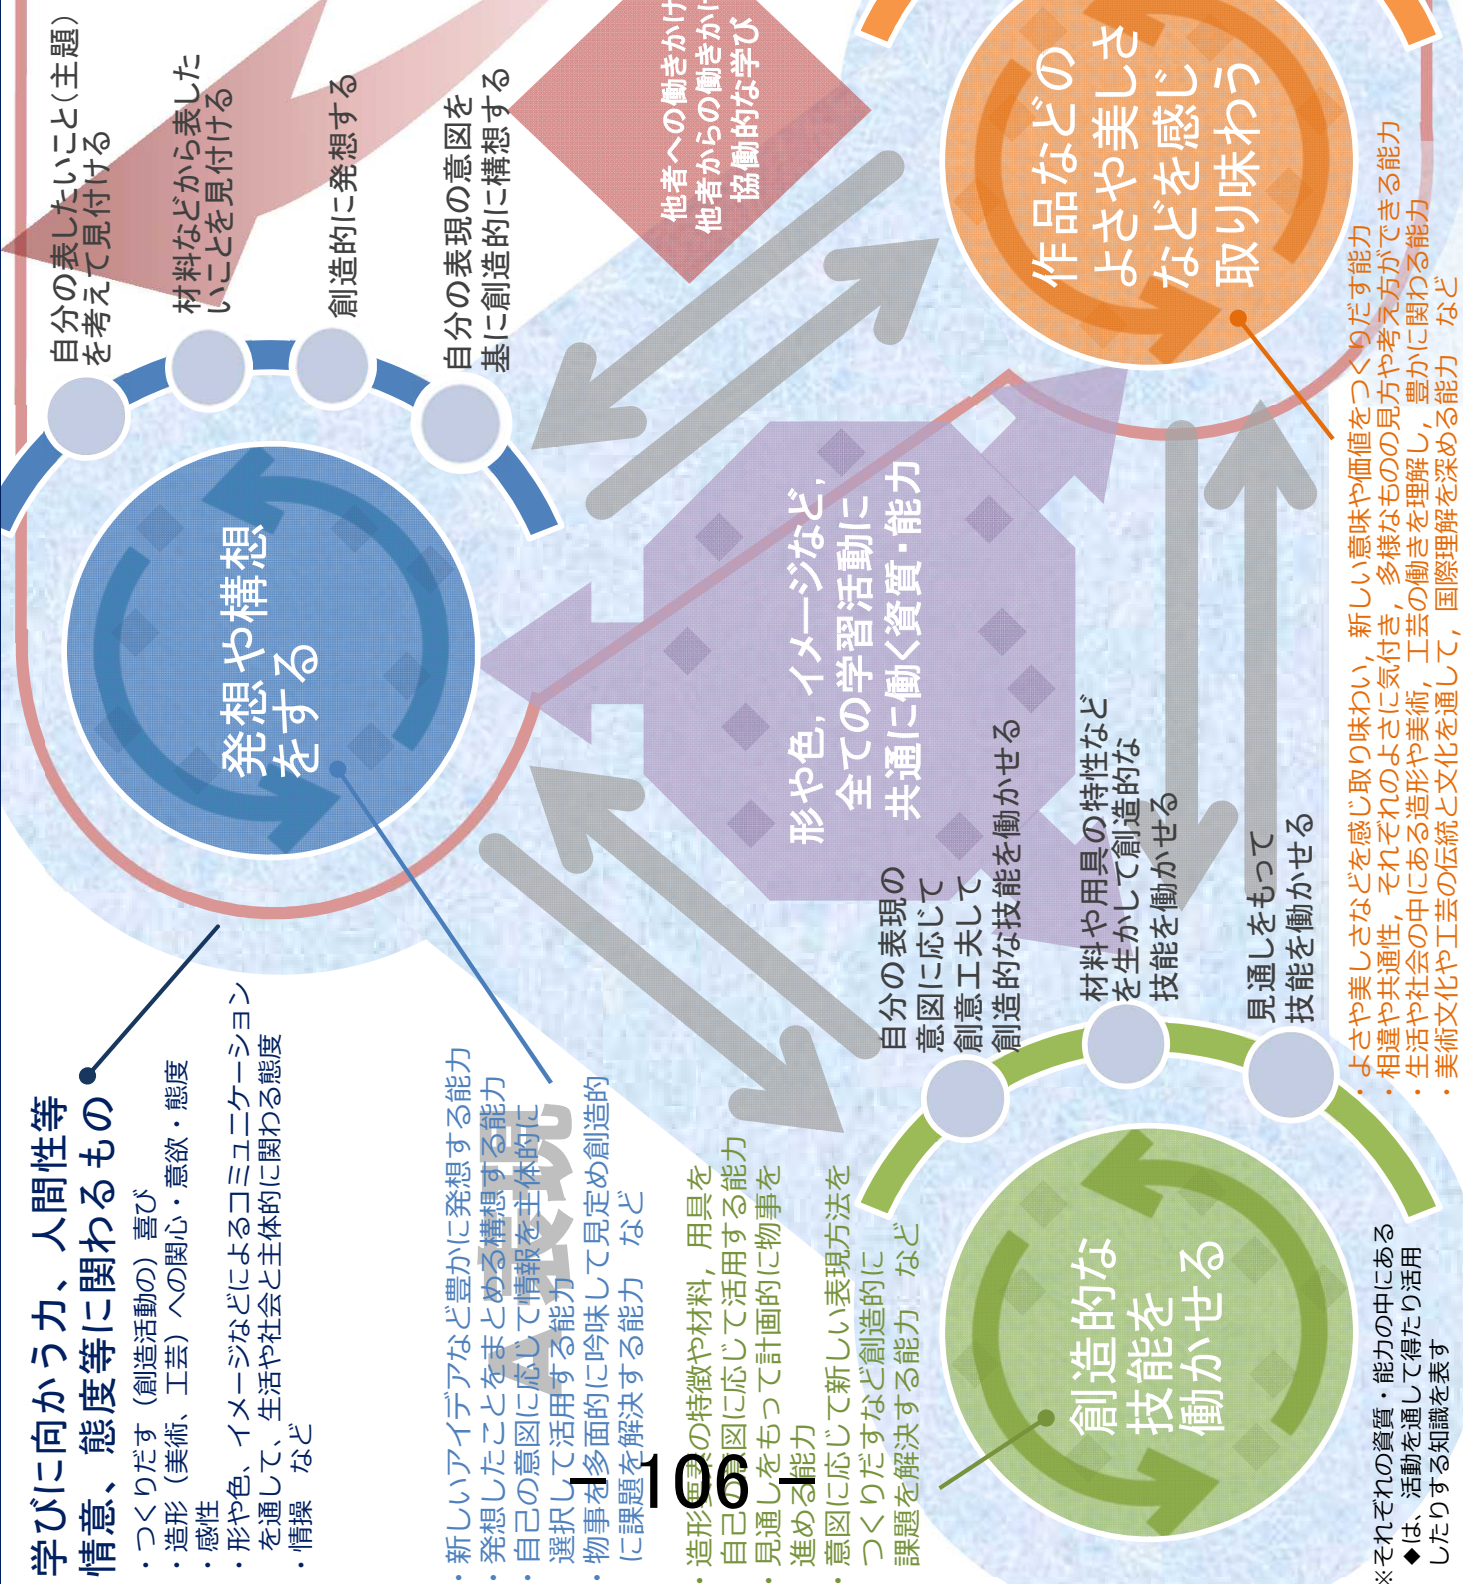 学びに向かう力、人間性等
情意、態度等に関わるもの
・つくりだす（創造活動の）喜び
・造形（美術、工芸）への関心・意欲・態度
・感性
・形や色、イメージなどによるコミュニケーション
を通して、生活や社会と主体的に関わる態度
・情操　など
自分の表したいこと（主題）
を考えて見付ける
材料などから表した
いことを見付ける
創造的に発想する
自分の表現の意図を
基に創造的に構想する
発想や構想
をする
A 表現
・新しいアイデアなど豊かに発想する能力
・発想したことをまとめる構想する能力
・自己の意図に応じて情報を主体的に
選択して活用する能力
・物事を多面的に吟味して見定め創造的
に課題を解決する能力　など
他者への働きかけ
他者からの働きかけ
協働的な学び
形や色，イメージなど，
全ての学習活動に
共通に働く資質・能力
・造形要素の特徴や材料，用具を
自己の意図に応じて活用する能力
・見通しをもって計画的に物事を
進める能力
・意図に応じて新しい表現方法を
つくりだすなど創造的に
課題を解決する能力　など
自分の表現の
意図に応じて
創意工夫して
創造的な技能を働かせる
材料や用具の特性など
を生かして創造的な
技能を働かせる
見通しをもって
技能を働かせる
創造的な
技能を
働かせる
作品などの
よさや美しさ
などを感じ
取り味わう
・よさや美しさなどを感じ取り味わい，新しい意味や価値をつくりだす能力
・相違や共通性，それぞれのよさに気付き，多様なものの見方や考え方ができる能力
・生活や社会の中にある造形や美術，工芸の働きを理解し，豊かに関わる能力
・美術文化や工芸の伝統と文化を通して，国際理解を深める能力　など
※それぞれの資質・能力の中にある
◆は、活動を通して得たり活用
したりする知識を表す
－ 106 －